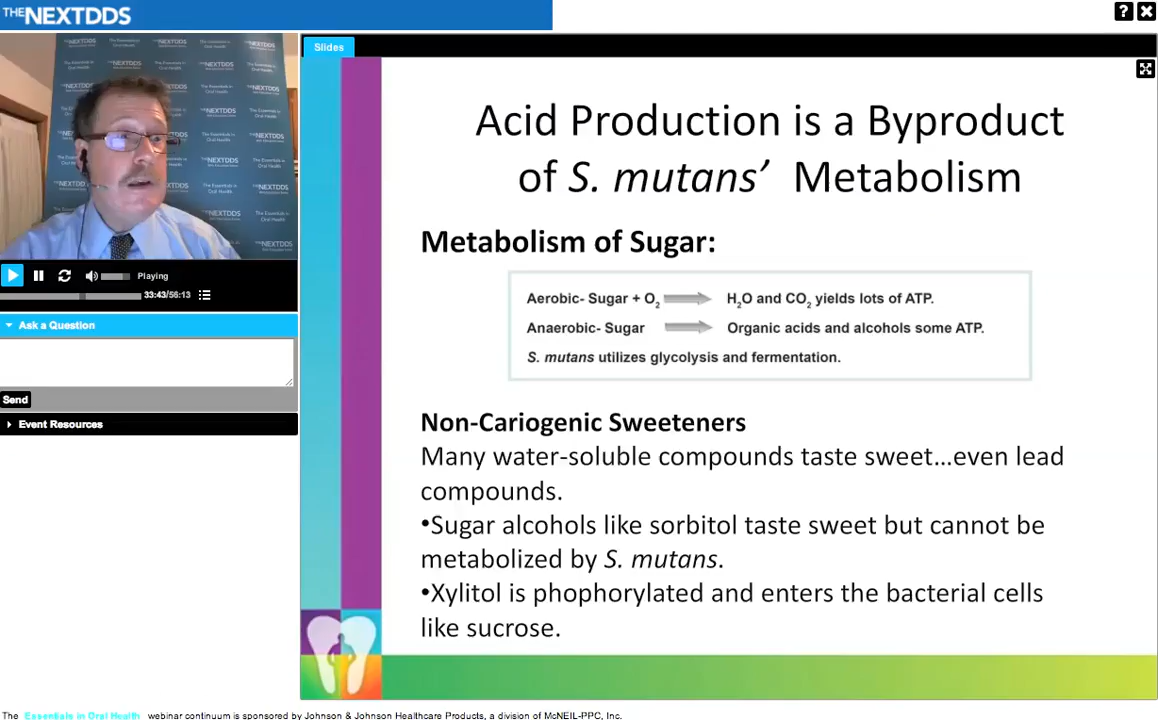 THE NEXTDDS
? 
Slides
Acid Production is a Byproduct
of S. mutans’ Metabolism
Metabolism of Sugar:
Aerobic- Sugar + O2 H2O and CO2 yields lots of ATP.
Anaerobic- Sugar Organic acids and alcohols some ATP.
S. mutans utilizes glycolysis and fermentation.
Non-Cariogenic Sweeteners
Many water-soluble compounds taste sweet...even lead
compounds.
•Sugar alcohols like sorbitol taste sweet but cannot be
metabolized by S. mutans.
•Xylitol is phophorylated and enters the bacterial cells
like sucrose.
Playing
33:43/56:13
Ask a Question
Send
Event Resources
The Essentials in Oral Health webinar continuum is sponsored by Johnson & Johnson Healthcare Products, a division of McNEIL-PPC, Inc.